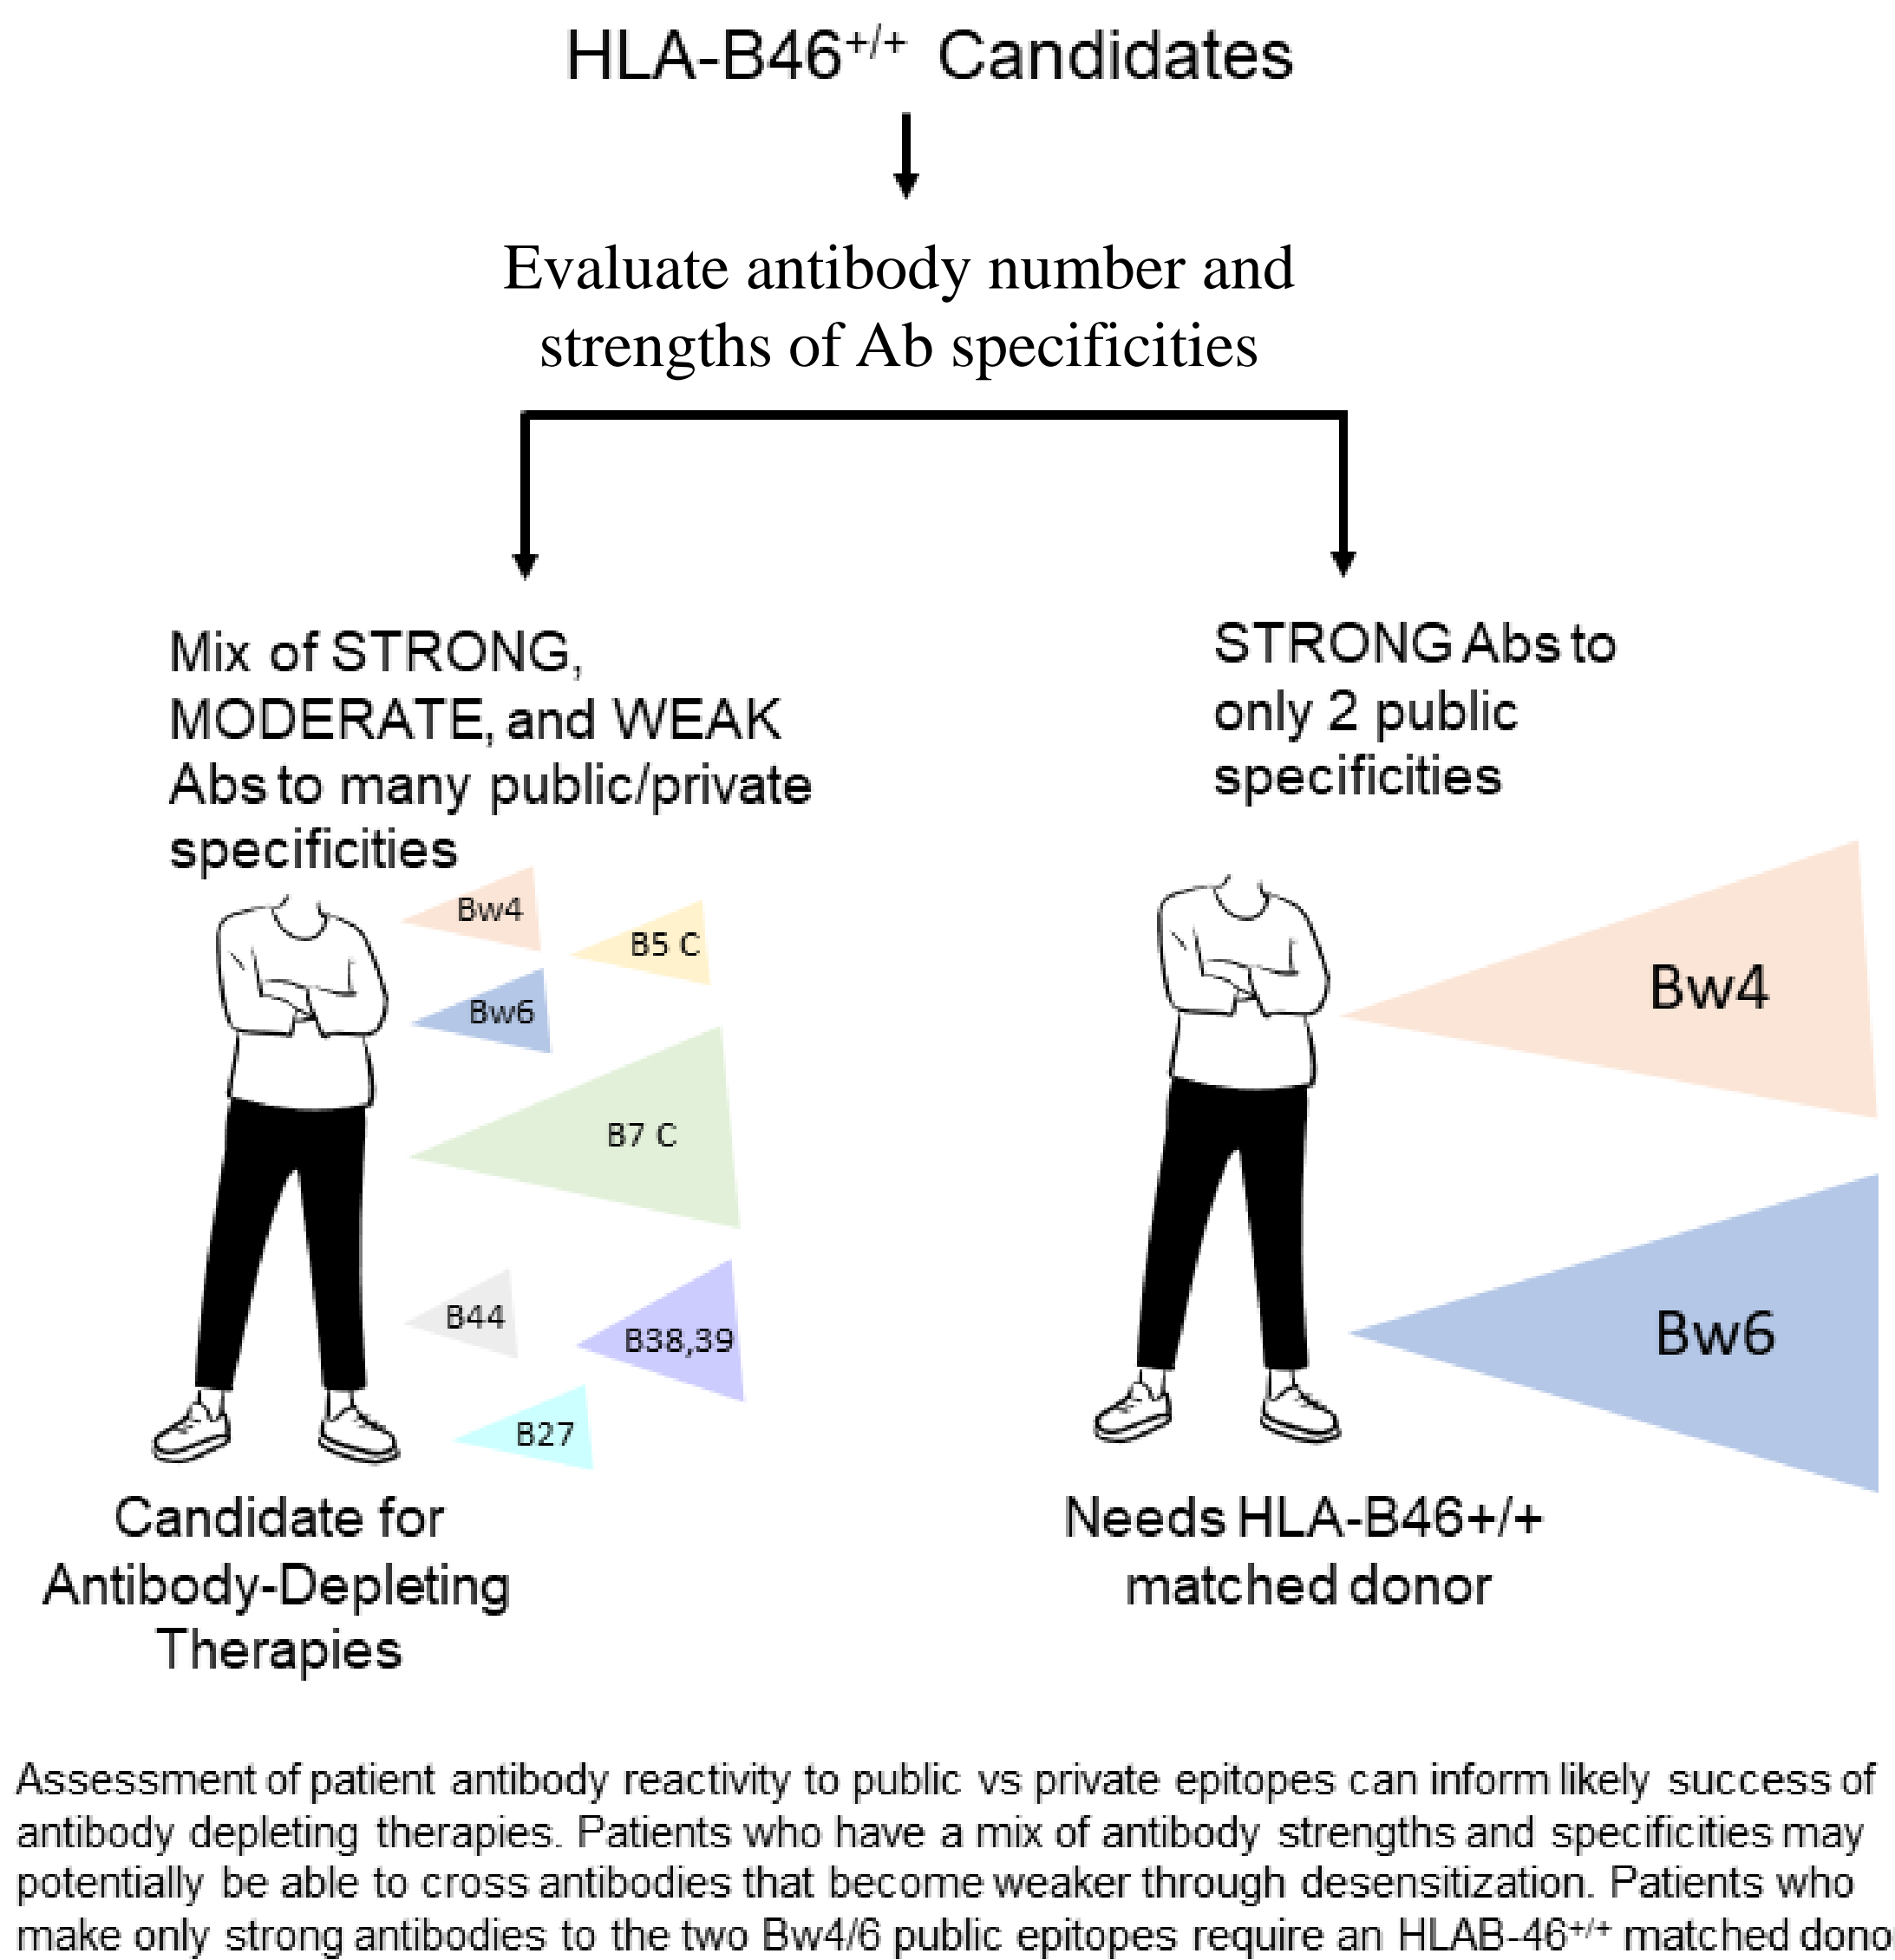 HLA-B46+/+ Candidates
Evaluate antibody number and
strengths of Ab specificities
Mix of STRONG,
MODERATE, and WEAK
Abs to many public/private
specificities
Bw4
B5 C
Bw6
B7 C
B44
B38,39
B27
Candidate for
Antibody-Depleting
Therapies
STRONG Abs to
only 2 public
specificities
Bw4
Bw6
Needs HLA-B46+/+
matched donor
Assessment of patient antibody reactivity to public vs private epitopes can inform likely success of
antibody depleting therapies. Patients who have a mix of antibody strengths and specificities may
potentially be able to cross antibodies that become weaker through desensitization. Patients who
make only strong antibodies to the two Bw4/6 public epitopes require an HLAB-46+/+ matched dono